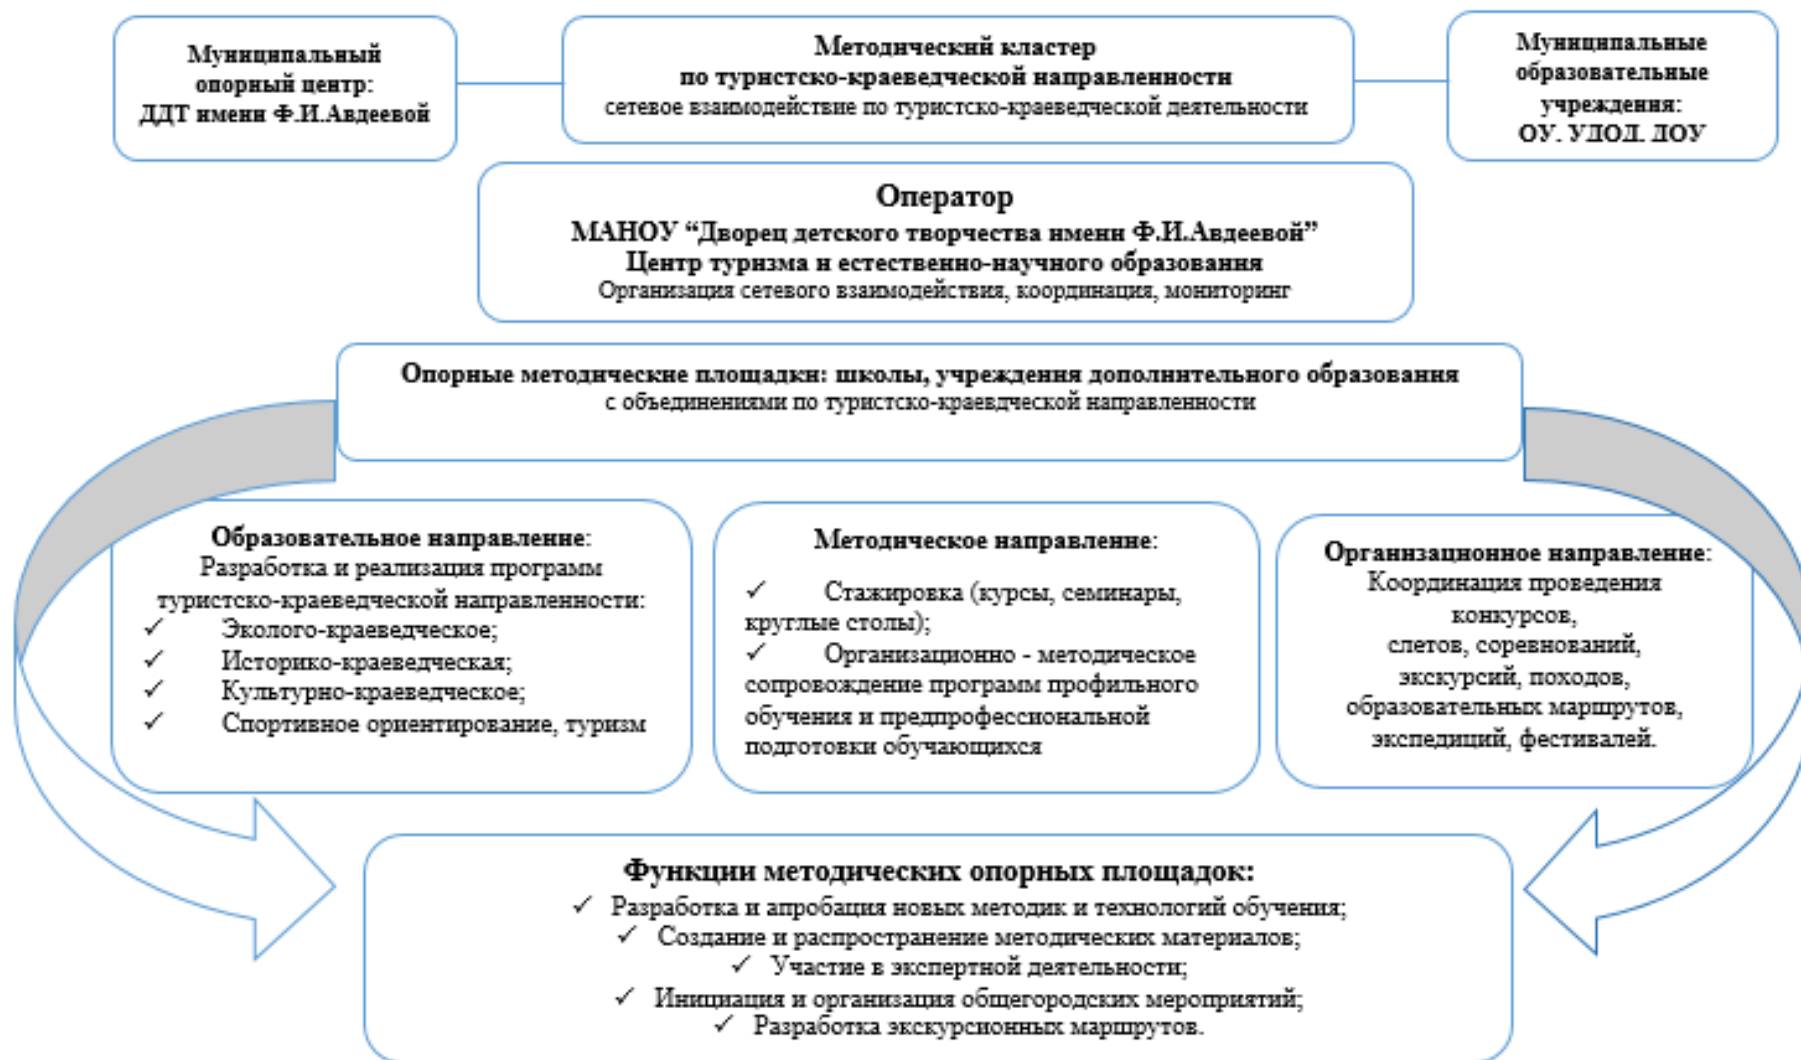 Муниципальный
опорный центр:
ДДТ имени Ф.И.Авдеевой
Методический кластер
по туристско-краеведческой направленности
сетевое взаимодействие по туристско-краеведческой деятельности
Муниципальные
образовательные
учреждения:
ОУ, УДОД, ДОУ
Оператор
МАНОУ “Дворец детского творчества имени Ф.И.Авдеевой”
Центр туризма и естественно-научного образования
Организация сетевого взаимодействия, координация, мониторинг
Опорные методические площадки: школы, учреждения дополнительного образования
с объединениями по туристско-краевдческой направленности
Образовательное направление:
Разработка и реализация программ
туристско-краеведческой направленности:
✓ Эколого-краеведческое;
✓ Историко-краеведческая;
✓ Культурно-краеведческое;
✓ Спортивное ориентирование, туризм
Методическое направление:
✓ Стажировка (курсы, семинары,
круглые столы);
✓ Организационно - методическое
сопровождение программ профильного
обучения и предпрофессиональной
подготовки обучающихся
Организационное направление:
Координация проведения
конкурсов,
слетов, соревнований,
экскурсий, походов,
образовательных маршрутов,
экспедиций, фестивалей.
Функции методических опорных площадок:
✓ Разработка и апробация новых методик и технологий обучения;
✓ Создание и распространение методических материалов;
✓ Участие в экспертной деятельности;
✓ Инициация и организация общегородских мероприятий;
✓ Разработка экскурсионных маршрутов.